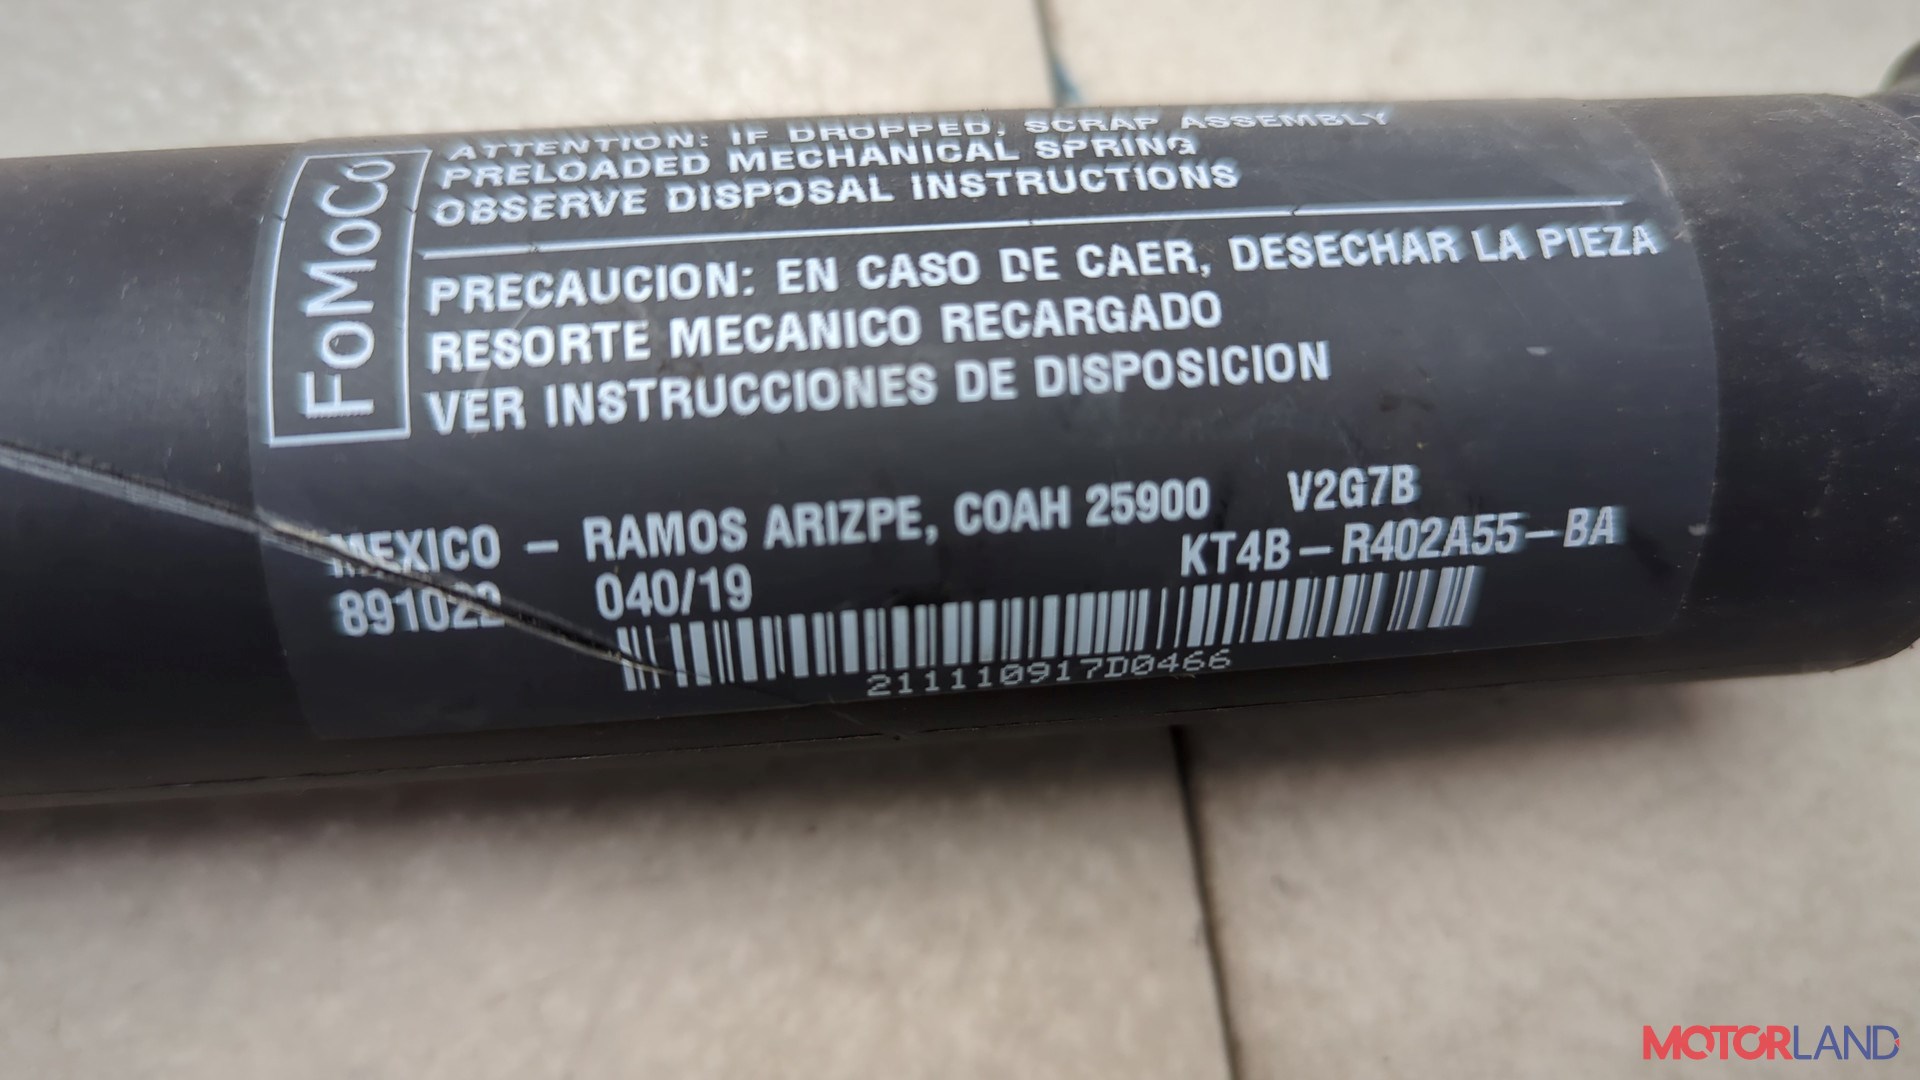 FoMoCo
ATTENTION: IF DROPPED, SCRAP ASSEMBLY
PRELOADED MECHANICAL SPRING
OBSERVE DISPOSAL INSTRUCTIONS
PRECAUCION: EN CASO DE CAER, DESECHAR LA PIEZA
RESORTE MECANICO RECARGADO
VER INSTRUCCIONES DE DISPOSICION
MEXICO – RAMOS ARIZPE, COAH 25900 V2G7B
891022 040/19 KT4B – R402A55 – BA
211110917D0466
MOTORLAND